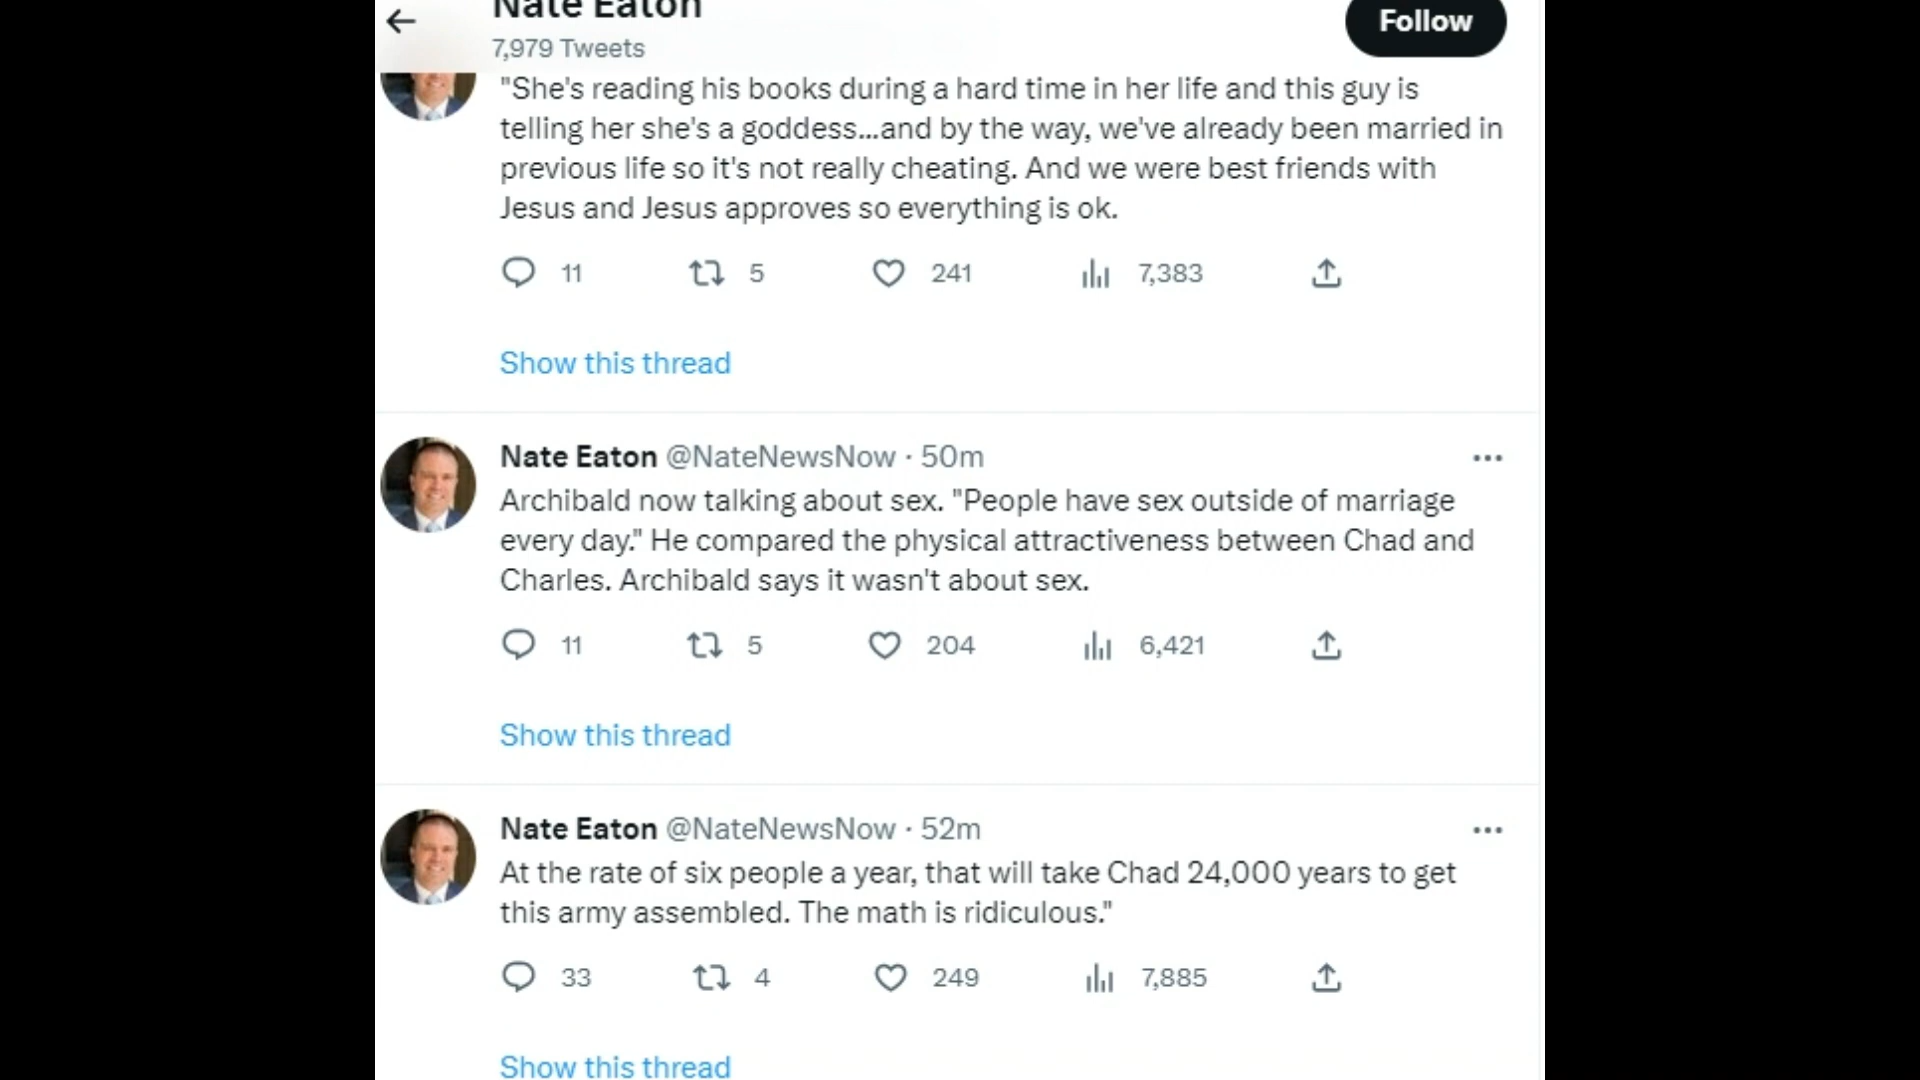 Nate Eaton
7,979 Tweets
Follow
"She's reading his books during a hard time in her life and this guy is
telling her she's a goddess...and by the way, we've already been married in
previous life so it's not really cheating. And we were best friends with
Jesus and Jesus approves so everything is ok.
11 5 241 7,383
Show this thread
Nate Eaton @NateNewsNow · 50m
Archibald now talking about sex. "People have sex outside of marriage
every day." He compared the physical attractiveness between Chad and
Charles. Archibald says it wasn't about sex.
11 5 204 6,421
Show this thread
Nate Eaton @NateNewsNow · 52m
At the rate of six people a year, that will take Chad 24,000 years to get
this army assembled. The math is ridiculous."
33 4 249 7,885
Show this thread